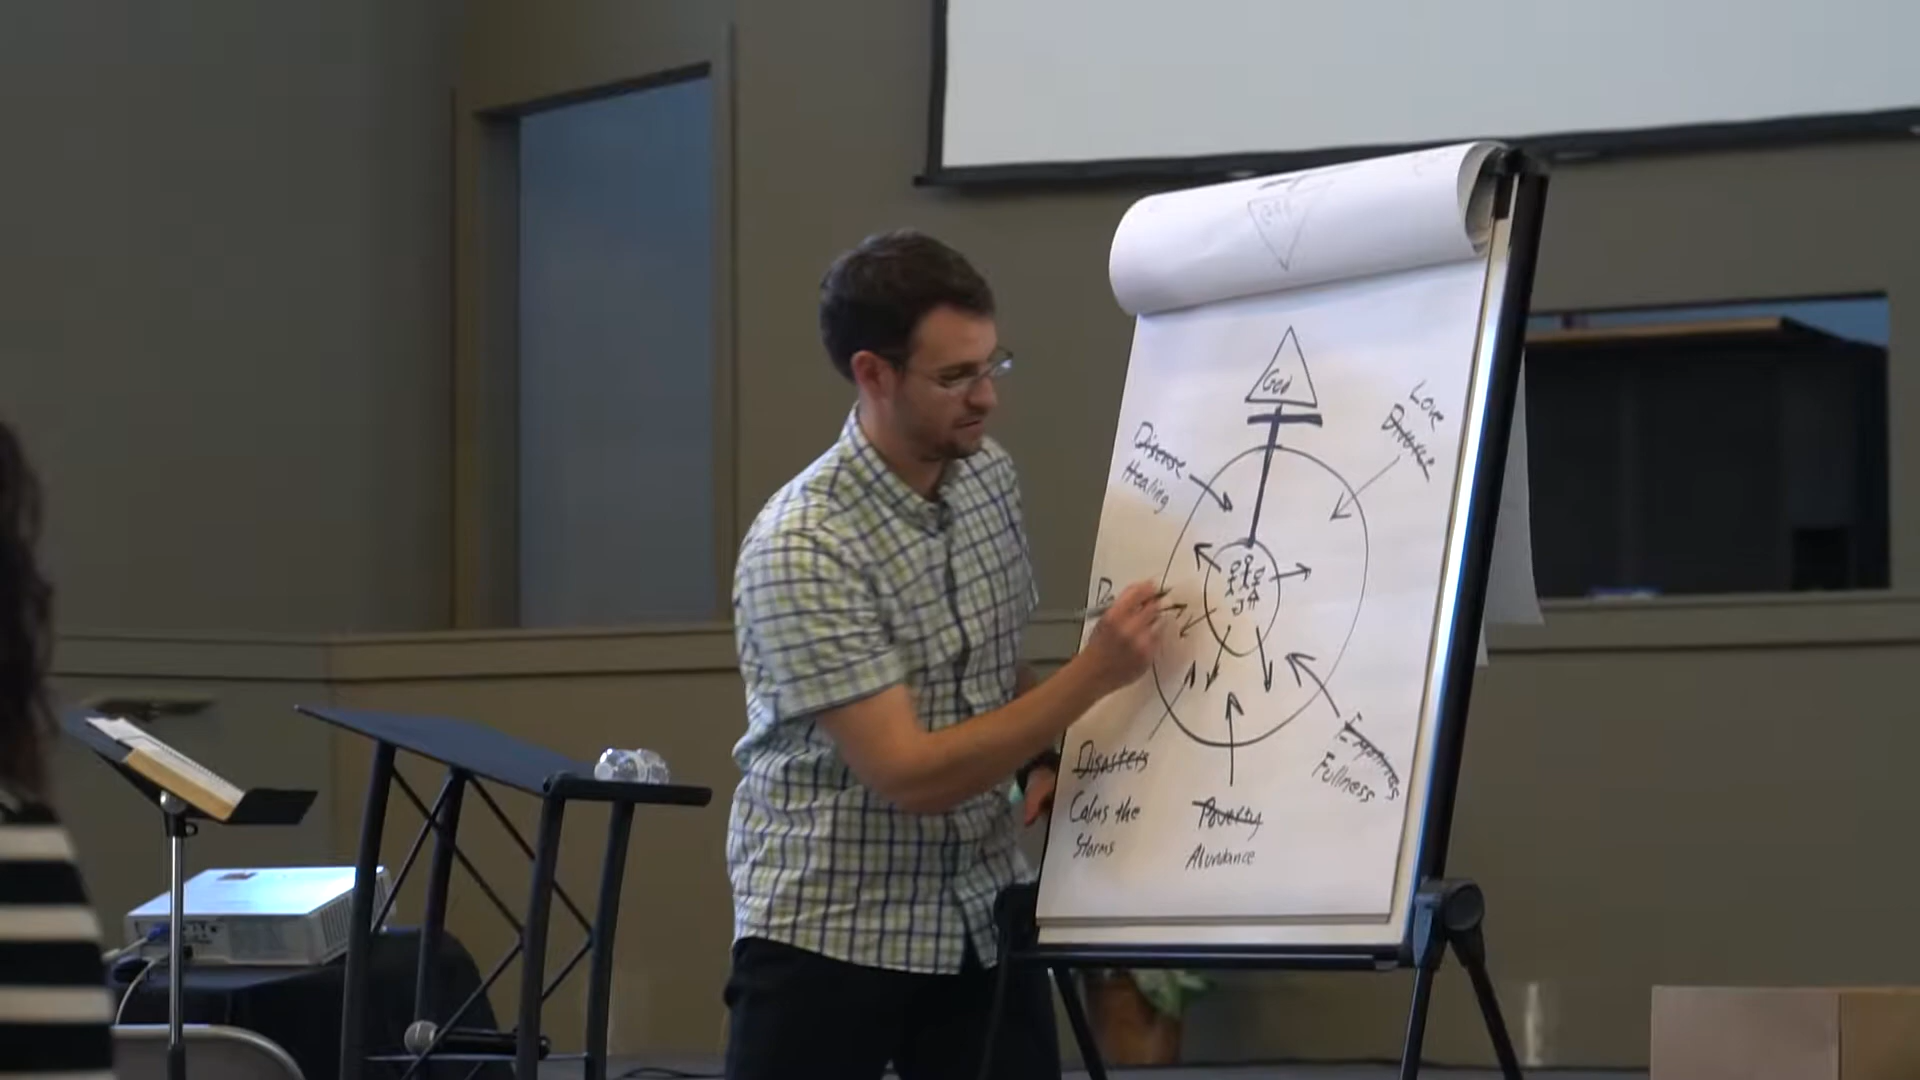 God
Love
Divorce
Disease
Healing
Disasters
Calms the
Storms
Poverty
Abundance
Emptiness
Fullness